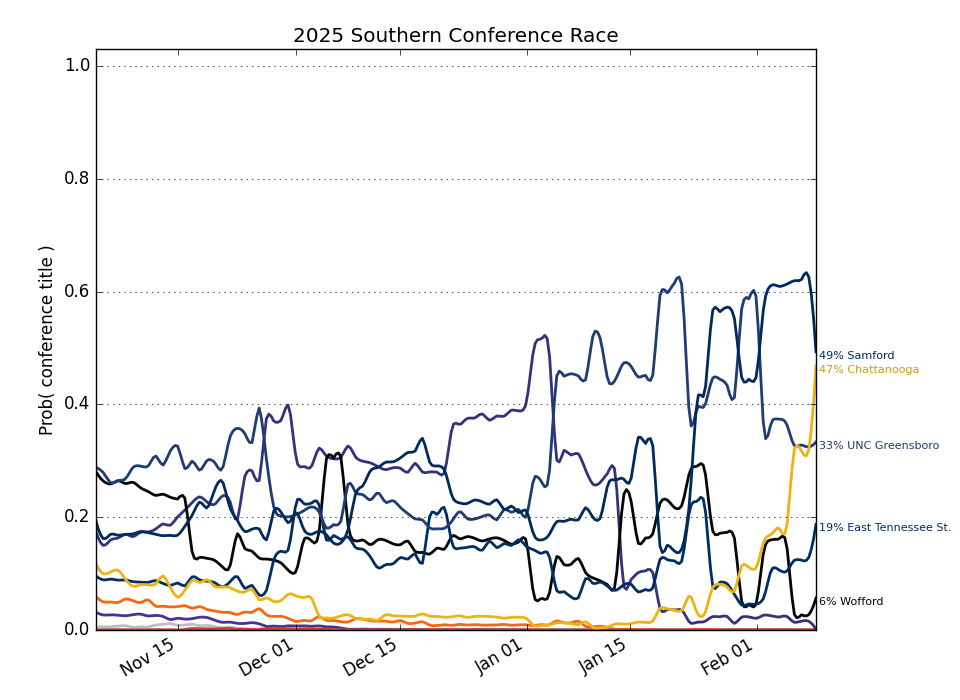 2025 Southern Conference Race
Prob( conference title )
1.0
0.8
0.6
0.4
0.2
0.0
49% Samford
47% Chattanooga
33% UNC Greensboro
19% East Tennessee St.
6% Wofford
Nov 15
Dec 01
Dec 15
Jan 01
Jan 15
Feb 01